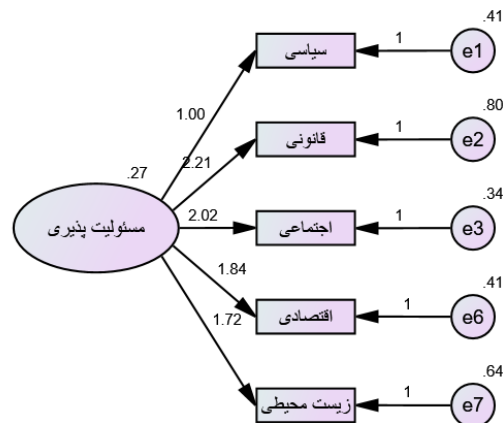 .41
سیاسی
1
e1
1.00
.80
قانونی
1
e2
2.21
.27
.34
مسئولیت پذیری
2.02
اجتماعی
1
e3
1.84
.41
اقتصادی
1
e6
1.72
.64
زیست محیطی
1
e7